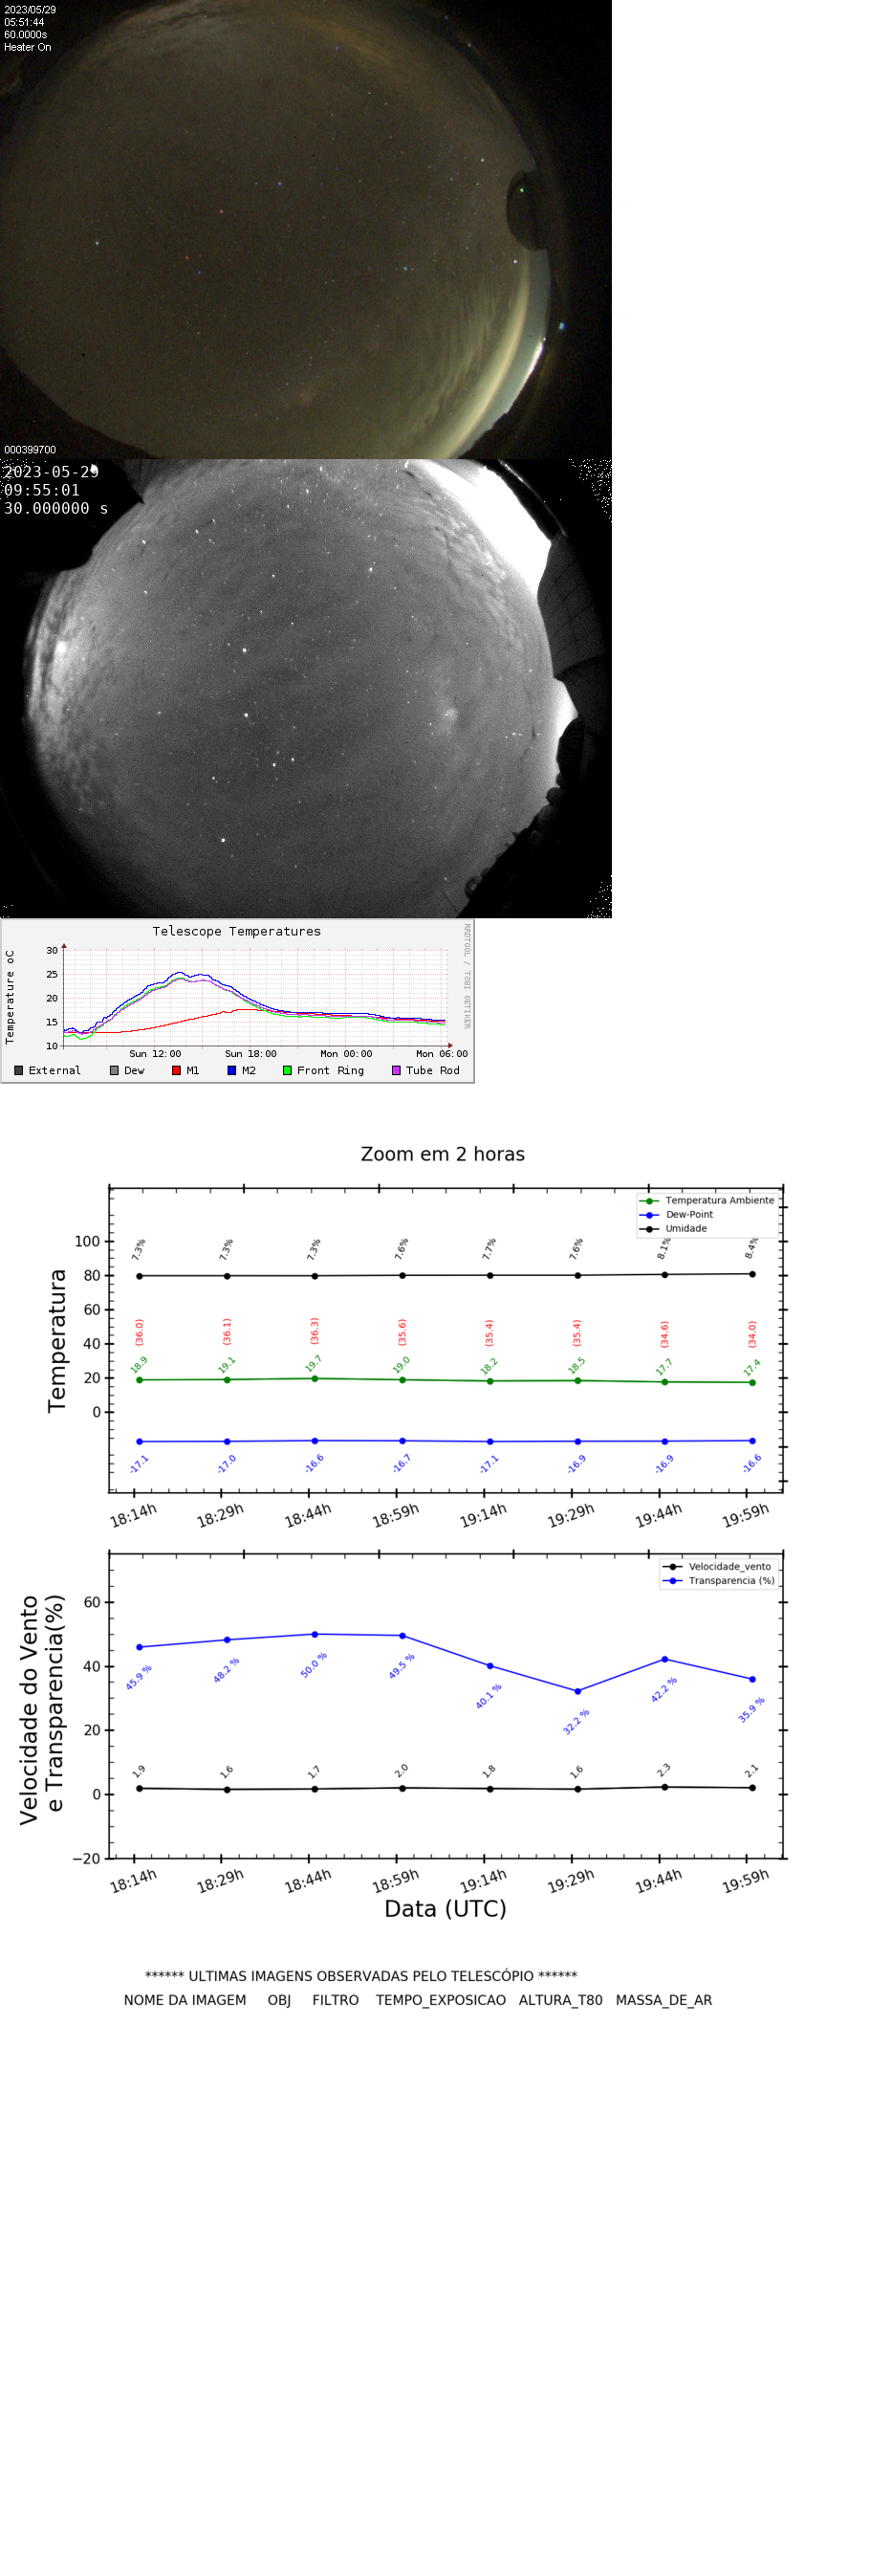 2023/05/29
05:51:44
60.0000s
Heater On
000399700
2023-05-29
09:55:01
30.000000 s
Telescope Temperatures
RRDTOOL / TOBI OETIKER
Temperature oC
30
25
20
15
10
Sun 12:00 Sun 18:00 Mon 00:00 Mon 06:00
External Dew M1 M2 Front Ring Tube Rod
Zoom em 2 horas
Temperatura
100
80
60
40
20
0
Temperatura Ambiente
Dew-Point
Umidade
7.3% 7.3% 7.3% 7.6% 7.7% 7.6% 8.1% 8.4%
(36.0) (36.1) (36.3) (35.6) (35.4) (35.4) (34.6) (34.0)
18.9 19.1 19.7 19.0 18.2 18.5 17.7 17.4
-17.1 -17.0 -16.6 -16.7 -17.1 -16.9 -16.9 -16.6
18:14h 18:29h 18:44h 18:59h 19:14h 19:29h 19:44h 19:59h
Velocidade do Vento
e Transparencia(%)
60
40
20
0
−20
Velocidade_vento
Transparencia (%)
45.9 % 48.2 % 50.0 % 49.5 % 40.1 % 32.2 % 42.2 % 35.9 %
1.9 1.6 1.7 2.0 1.8 1.6 2.3 2.1
18:14h 18:29h 18:44h 18:59h 19:14h 19:29h 19:44h 19:59h
Data (UTC)
****** ULTIMAS IMAGENS OBSERVADAS PELO TELESCÓPIO ******
NOME DA IMAGEM OBJ FILTRO TEMPO_EXPOSICAO ALTURA_T80 MASSA_DE_AR